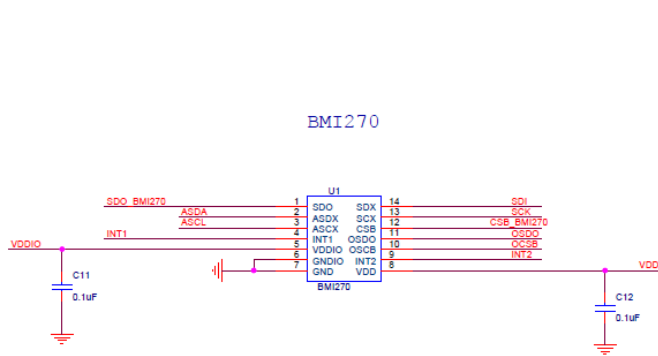 BMI270
U1
SDO_BMI270 1 SDO SDX 14 SDI
ASDA 2 ASDX SCX 13 SCK
ASCL 3 ASCX CSB 12 CSB_BMI270
INT1 4 INT1 OSDO 11 OSDO
VDDIO 5 VDDIO OSCB 10 OCSB
6 GNDIO INT2 9 INT2
7 GND VDD 8 VDD
BMI270
C11
0.1uF
C12
0.1uF